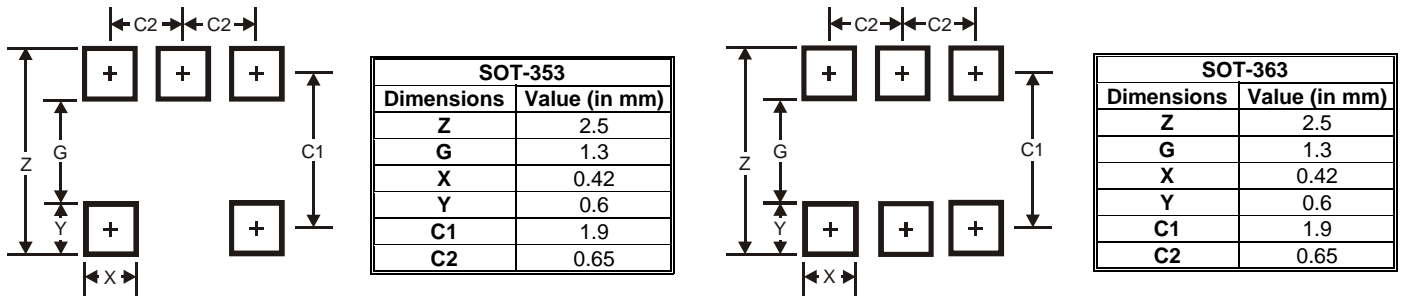 C2 C2
Z
G
Y
X
C1
SOT-353
Dimensions Value (in mm)
Z 2.5
G 1.3
X 0.42
Y 0.6
C1 1.9
C2 0.65
C2 C2
Z
G
Y
X
C1
SOT-363
Dimensions Value (in mm)
Z 2.5
G 1.3
X 0.42
Y 0.6
C1 1.9
C2 0.65